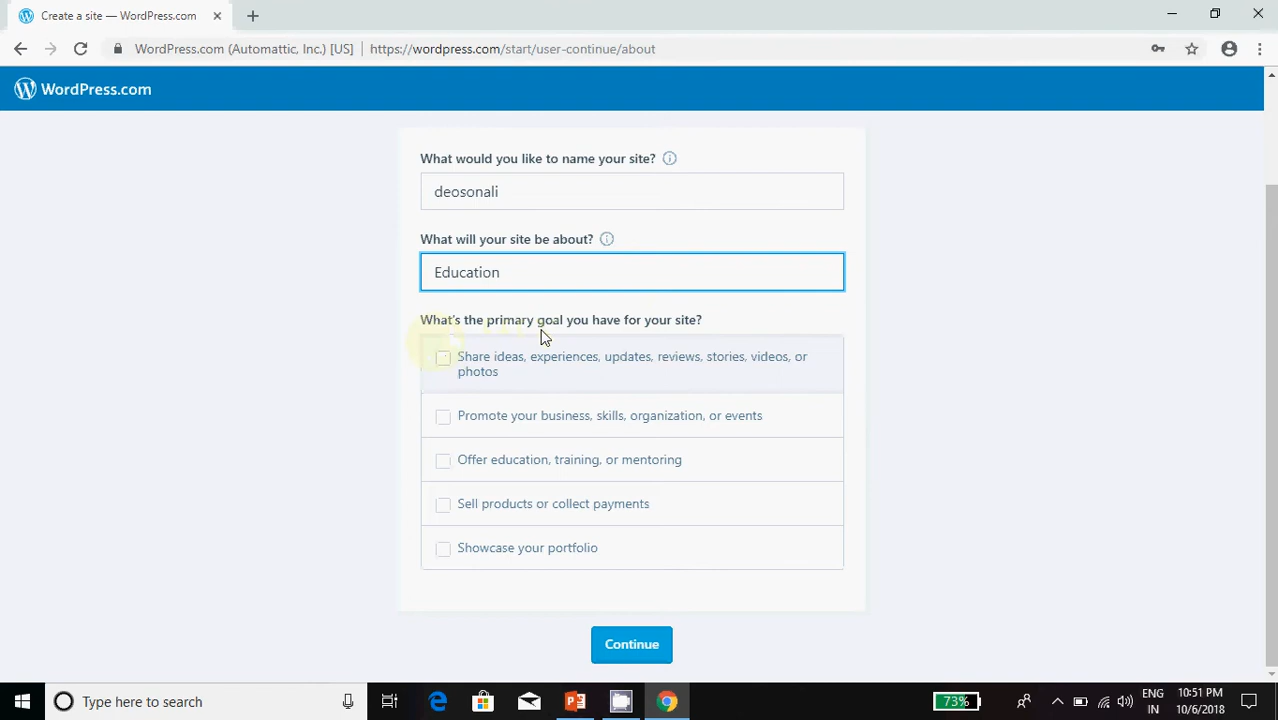 Create a site — WordPress.com
WordPress.com (Automattic, Inc.) [US] https://wordpress.com/start/user-continue/about
WordPress.com
What would you like to name your site?
deosonali
What will your site be about?
Education
What's the primary goal you have for your site?
Share ideas, experiences, updates, reviews, stories, videos, or
photos
Promote your business, skills, organization, or events
Offer education, training, or mentoring
Sell products or collect payments
Showcase your portfolio
Continue
Type here to search
73%
ENG
IN
10:51 PM
10/6/2018